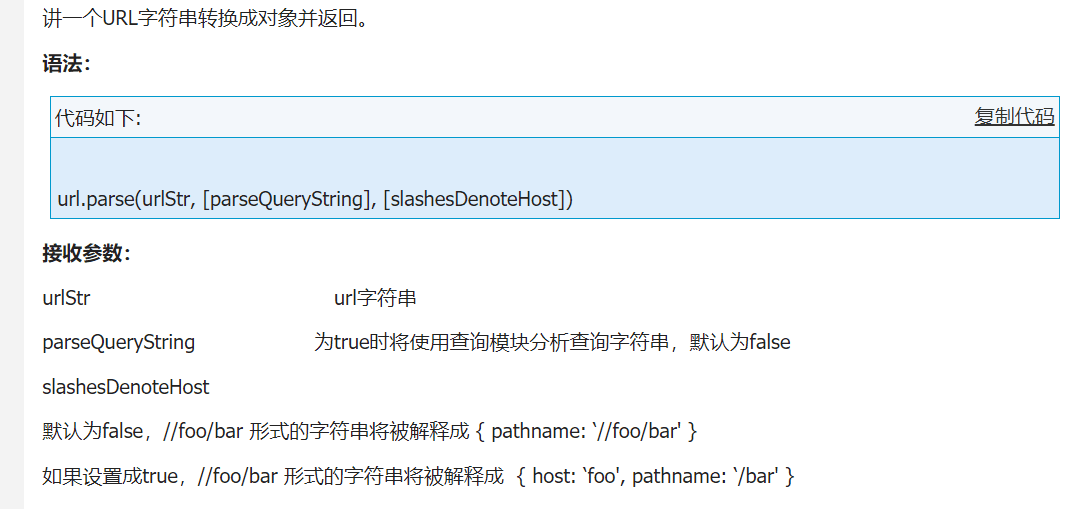 讲一个URL字符串转换成对象并返回。
语法：
代码如下:
复制代码
url.parse(urlStr, [parseQueryString], [slashesDenoteHost])
接收参数：
urlStr url字符串
parseQueryString 为true时将使用查询模块分析查询字符串，默认为false
slashesDenoteHost
默认为false，//foo/bar 形式的字符串将被解释成 { pathname: ‵//foo/bar' }
如果设置成true，//foo/bar 形式的字符串将被解释成 { host: ‵foo', pathname: ‵/bar' }